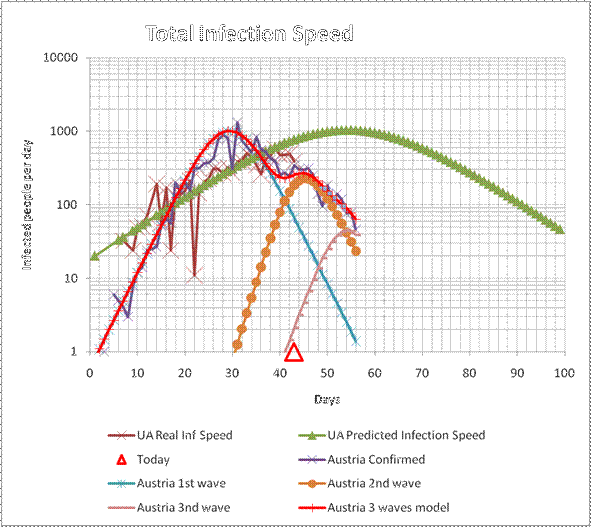 Total Infection Speed
Infected people per day
10000
1000
100
10
1
0 10 20 30 40 50 60 70 80 90 100
Days
UA Real Inf Speed UA Predicted Infection Speed
Today Austria Confirmed
Austria 1st wave Austria 2nd wave
Austria 3nd wave Austria 3 waves model